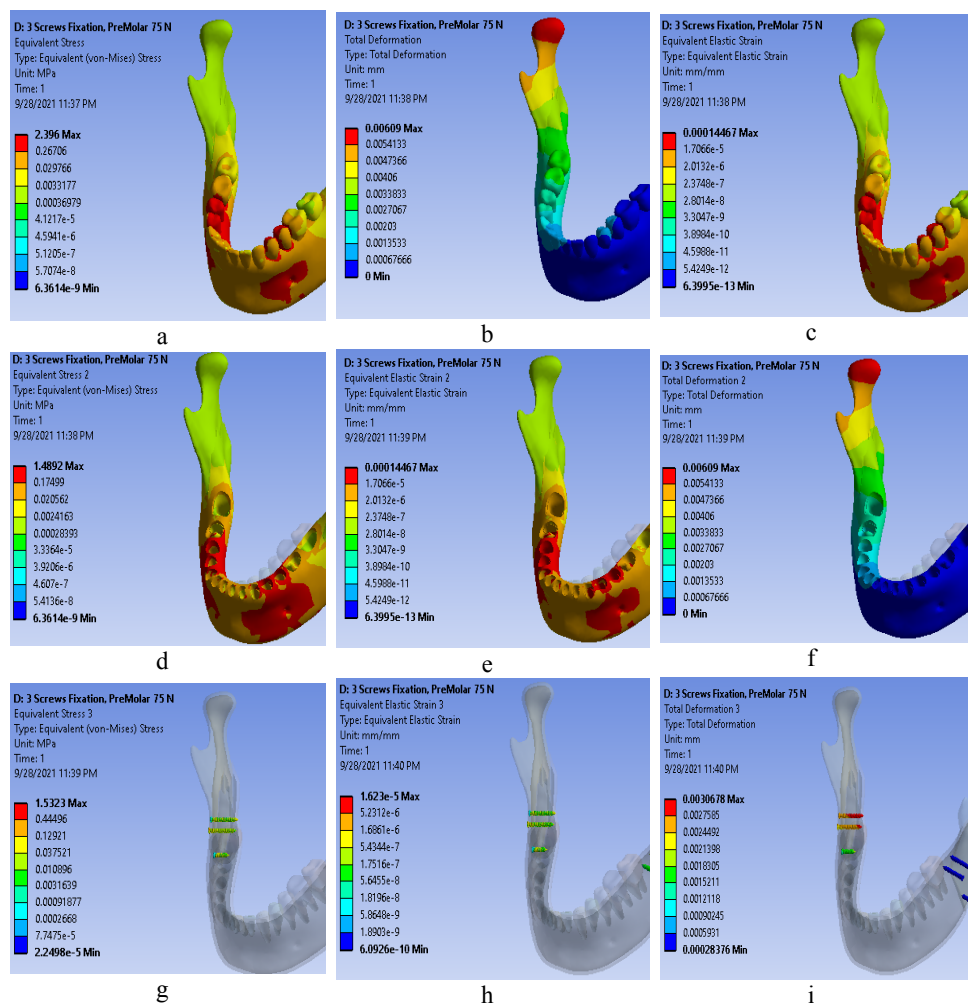 D: 3 Screws Fixation, PreMolar 75 N
Equivalent Stress
Type: Equivalent (von-Mises) Stress
Unit: MPa
Time: 1
9/28/2021 11:37 PM
2.396 Max
0.26706
0.029766
0.0033177
0.00036979
4.1217e-5
4.5941e-6
5.1205e-7
5.7074e-8
6.3614e-9 Min
a
D: 3 Screws Fixation, PreMolar 75 N
Total Deformation
Type: Total Deformation
Unit: mm
Time: 1
9/28/2021 11:38 PM
0.00609 Max
0.0054133
0.0047366
0.00406
0.0033833
0.0027067
0.00203
0.0013533
0.00067666
0 Min
b
D: 3 Screws Fixation, PreMolar 75 N
Equivalent Elastic Strain
Type: Equivalent Elastic Strain
Unit: mm/mm
Time: 1
9/28/2021 11:38 PM
0.00014467 Max
1.7066e-5
2.0132e-6
2.3748e-7
2.8014e-8
3.3047e-9
3.8984e-10
4.5988e-11
5.4249e-12
6.3995e-13 Min
c
D: 3 Screws Fixation, PreMolar 75 N
Equivalent Stress 2
Type: Equivalent (von-Mises) Stress
Unit: MPa
Time: 1
9/28/2021 11:38 PM
1.4892 Max
0.17499
0.020562
0.0024163
0.00028393
3.3364e-5
3.9206e-6
4.607e-7
5.4136e-8
6.3614e-9 Min
d
D: 3 Screws Fixation, PreMolar 75 N
Equivalent Elastic Strain 2
Type: Equivalent Elastic Strain
Unit: mm/mm
Time: 1
9/28/2021 11:39 PM
0.00014467 Max
1.7066e-5
2.0132e-6
2.3748e-7
2.8014e-8
3.3047e-9
3.8984e-10
4.5988e-11
5.4249e-12
6.3995e-13 Min
e
D: 3 Screws Fixation, PreMolar 75 N
Total Deformation 2
Type: Total Deformation
Unit: mm
Time: 1
9/28/2021 11:39 PM
0.00609 Max
0.0054133
0.0047366
0.00406
0.0033833
0.0027067
0.00203
0.0013533
0.00067666
0 Min
f
D: 3 Screws Fixation, PreMolar 75 N
Equivalent Stress 3
Type: Equivalent (von-Mises) Stress
Unit: MPa
Time: 1
9/28/2021 11:39 PM
1.5323 Max
0.44496
0.12921
0.037521
0.010896
0.0031639
0.00091877
0.0002668
7.7475e-5
2.2498e-5 Min
g
D: 3 Screws Fixation, PreMolar 75 N
Equivalent Elastic Strain 3
Type: Equivalent Elastic Strain
Unit: mm/mm
Time: 1
9/28/2021 11:40 PM
1.623e-5 Max
5.2312e-6
1.6861e-6
5.4344e-7
1.7516e-7
5.6455e-8
1.8196e-8
5.8648e-9
1.8903e-9
6.0926e-10 Min
h
D: 3 Screws Fixation, PreMolar 75 N
Total Deformation 3
Type: Total Deformation
Unit: mm
Time: 1
9/28/2021 11:40 PM
0.0030678 Max
0.0027585
0.0024492
0.0021398
0.0018305
0.0015211
0.0012118
0.00090245
0.0005931
0.00028376 Min
i